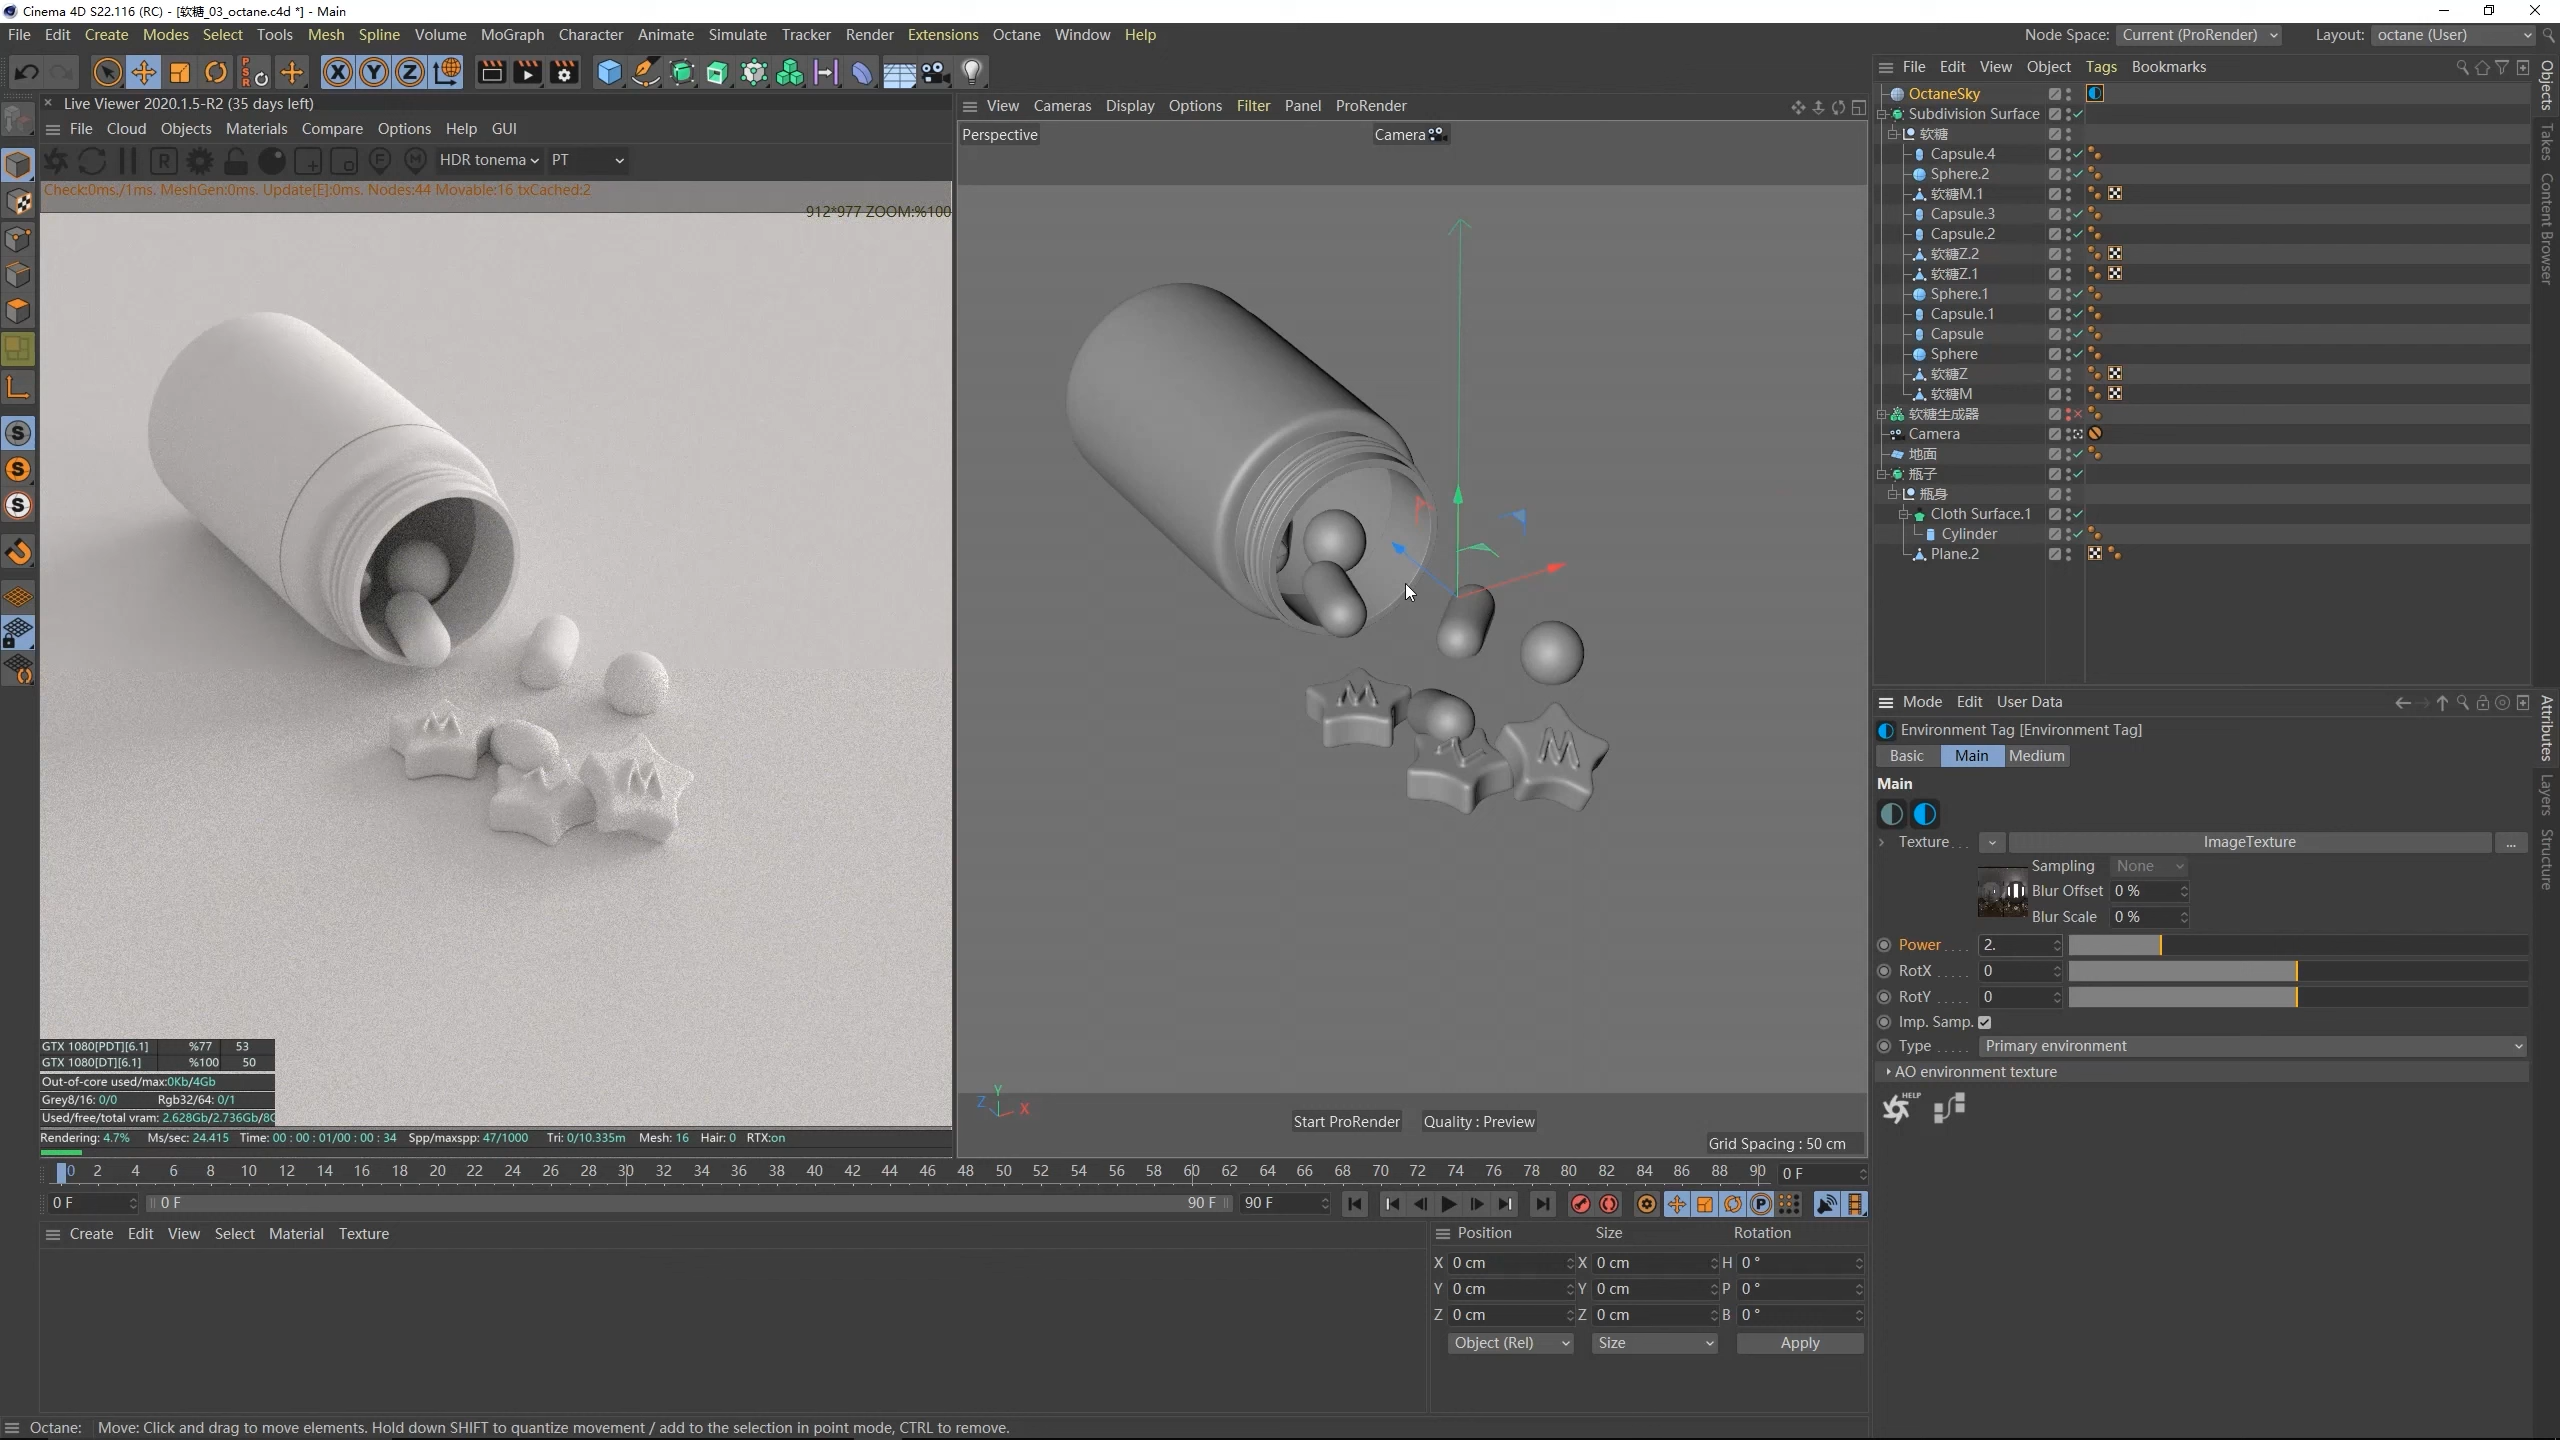 Cinema 4D S22.116 (RC) - [软糖_03_octane.c4d *] - Main
File Edit Create Modes Select Tools Mesh Spline Volume MoGraph Character Animate Simulate Tracker Render Extensions Octane Window Help
Node Space: Current (ProRender) Layout: octane (User)
PSR X Y Z
Live Viewer 2020.1.5-R2 (35 days left)
File Cloud Objects Materials Compare Options Help GUI
R F M HDR tonema PT
Check:0ms./1ms. MeshGen:0ms. Update[E]:0ms. Nodes:44 Movable:16 txCached:2
912*977 ZOOM:%100
S
S
S
GTX 1080[PDT][6.1] %77 53
GTX 1080[DT][6.1] %100 50
Out-of-core used/max:0Kb/4Gb
Grey8/16: 0/0 Rgb32/64: 0/1
Used/free/total vram: 2.628Gb/2.736Gb/8G
Rendering: 4.7% Ms/sec: 24.415 Time: 00 : 00 : 01/00 : 00 : 34 Spp/maxspp: 47/1000 Tri: 0/10.335m Mesh: 16 Hair: 0 RTX:on
View Cameras Display Options Filter Panel ProRender
Perspective
Camera
M
M
M
M
Y
Z X
Start ProRender Quality : Preview
Grid Spacing : 50 cm
0 2 4 6 8 10 12 14 16 18 20 22 24 26 28 30 32 34 36 38 40 42 44 46 48 50 52 54 56 58 60 62 64 66 68 70 72 74 76 78 80 82 84 86 88 90 0 F
0 F 0 F 90 F 90 F
P
Create Edit View Select Material Texture
Position Size Rotation
X 0 cm X 0 cm H 0 °
Y 0 cm Y 0 cm P 0 °
Z 0 cm Z 0 cm B 0 °
Object (Rel) Size Apply
Octane: Move: Click and drag to move elements. Hold down SHIFT to quantize movement / add to the selection in point mode, CTRL to remove.
File Edit View Object Tags Bookmarks
OctaneSky
Subdivision Surface
软糖
Capsule.4
Sphere.2
软糖M.1
Capsule.3
Capsule.2
软糖Z.2
软糖Z.1
Sphere.1
Capsule.1
Capsule
Sphere
软糖Z
软糖M
软糖生成器
Camera
地面
瓶子
瓶身
Cloth Surface.1
Cylinder
Plane.2
Objects
Takes
Content Browser
Mode Edit User Data
Environment Tag [Environment Tag]
Basic Main Medium
Main
Texture ImageTexture ...
Sampling None
Blur Offset 0 %
Blur Scale 0 %
Power 2.
RotX 0
RotY 0
Imp. Samp.
Type Primary environment
AO environment texture
HELP
Attributes
Layers
Structure